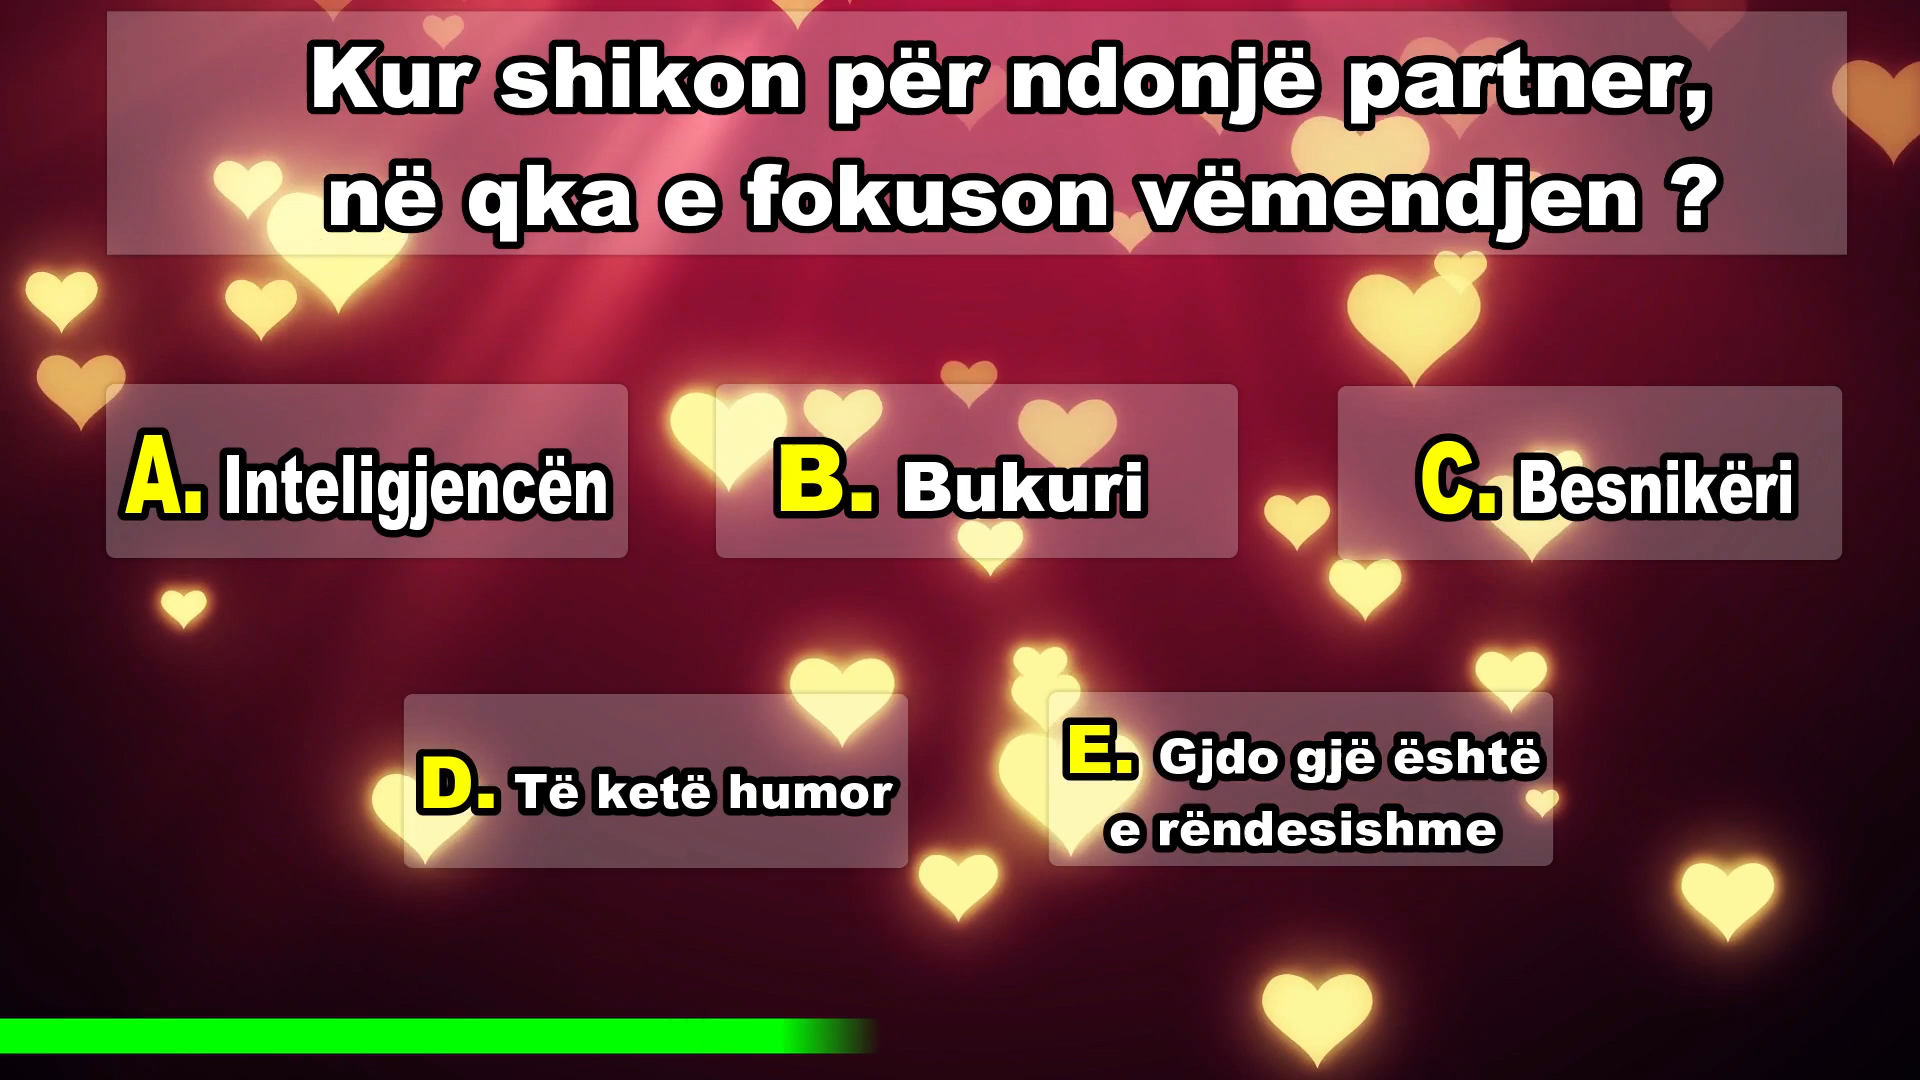 Kur shikon për ndonjë partner,
në qka e fokuson vëmendjen ?
A. Inteligjencën
B. Bukuri
C. Besnikëri
D. Të ketë humor
E. Gjdo gjë është
e rëndesishme